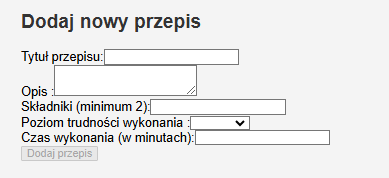 Dodaj nowy przepis
Tytuł przepisu:
Opis :
Składniki (minimum 2):
Poziom trudności wykonania :
Czas wykonania (w minutach):
Dodaj przepis